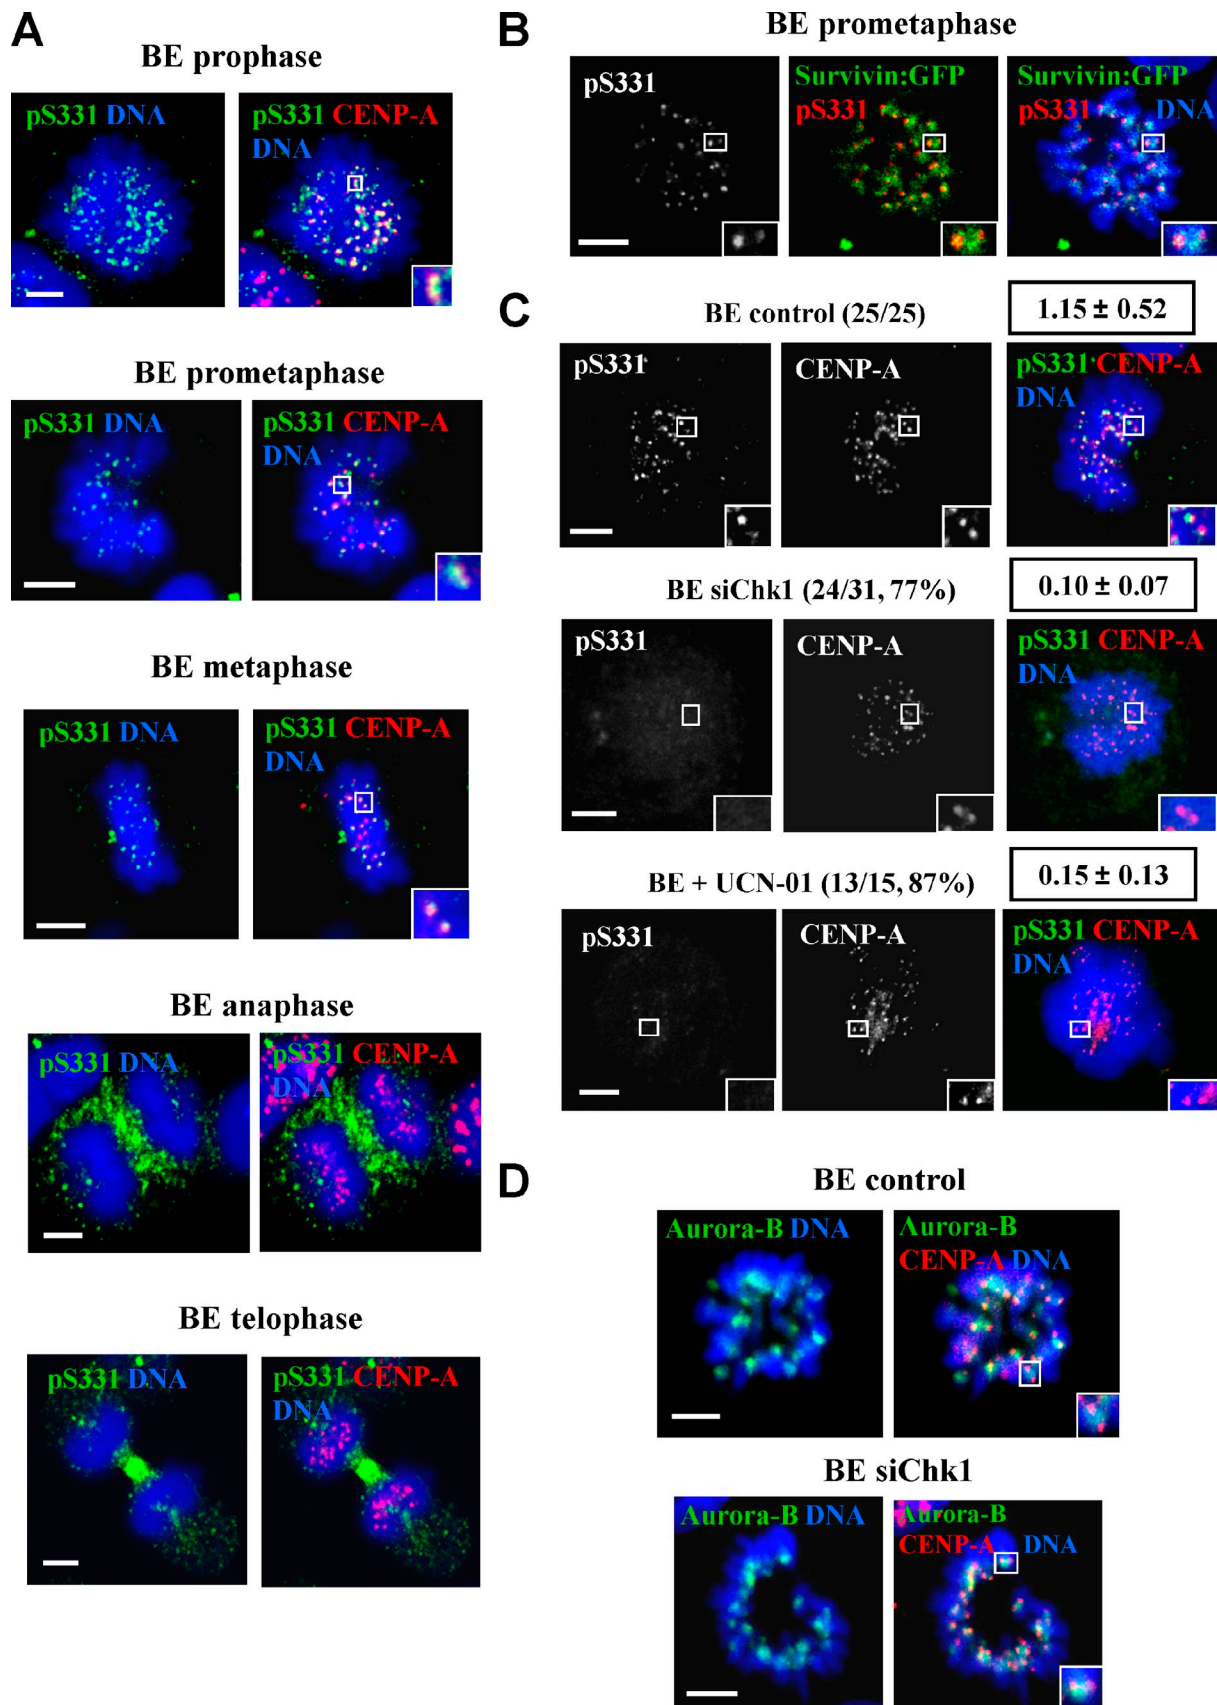 A
BE prophase
pS331 DNA
pS331 CENP-A
DNA
BE prometaphase
pS331 DNA
pS331 CENP-A
DNA
BE metaphase
pS331 DNA
pS331 CENP-A
DNA
BE anaphase
pS331 DNA
pS331 CENP-A
DNA
BE telophase
pS331 DNA
pS331 CENP-A
DNA
B
BE prometaphase
pS331
Survivin:GFP
pS331
Survivin:GFP
pS331 DNA
C
BE control (25/25)
1.15 ± 0.52
pS331
CENP-A
pS331 CENP-A
DNA
BE siChk1 (24/31, 77%)
0.10 ± 0.07
pS331
CENP-A
pS331 CENP-A
DNA
BE + UCN-01 (13/15, 87%)
0.15 ± 0.13
pS331
CENP-A
pS331 CENP-A
DNA
D
BE control
Aurora-B DNA
Aurora-B
CENP-A DNA
BE siChk1
Aurora-B DNA
Aurora-B
CENP-A DNA